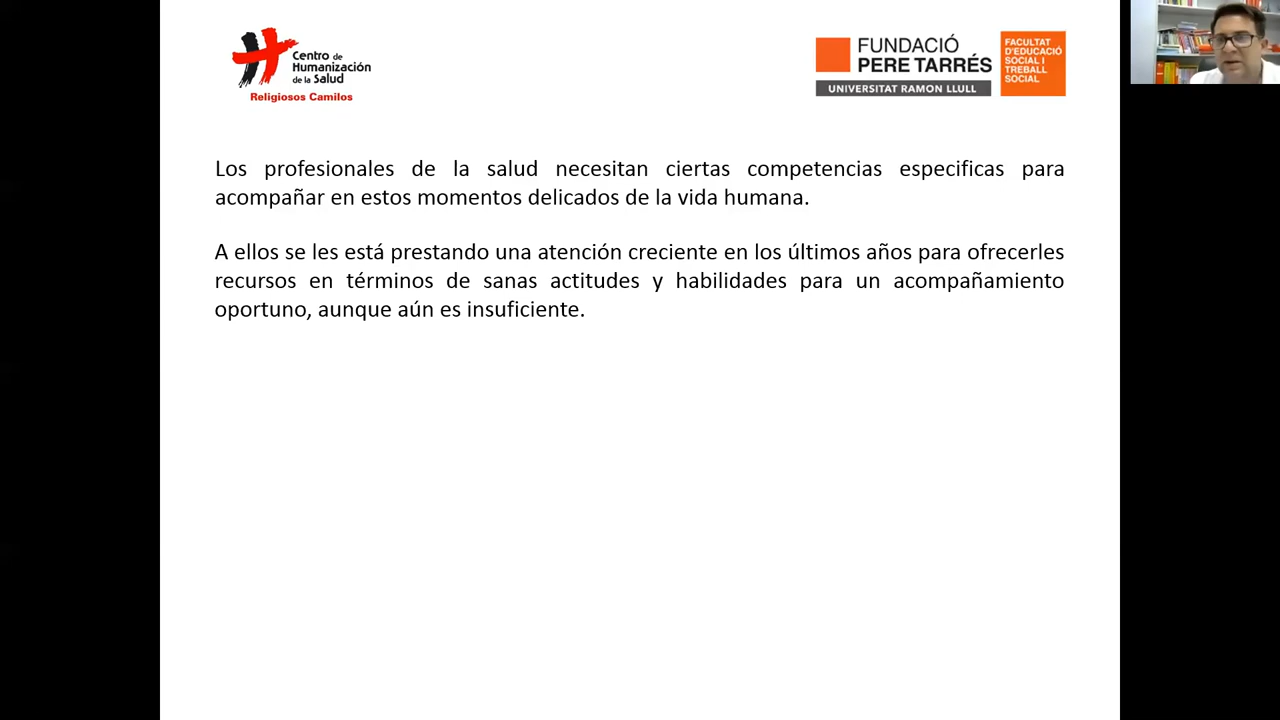 Centro de
Humanización
de la Salud
Religiosos Camilos
FUNDACIÓ
PERE TARRÉS
UNIVERSITAT RAMON LLULL
FACULTAT
D'EDUCACIÓ
SOCIAL I
TREBALL
SOCIAL
Los profesionales de la salud necesitan ciertas competencias especificas para
acompañar en estos momentos delicados de la vida humana.
A ellos se les está prestando una atención creciente en los últimos años para ofrecerles
recursos en términos de sanas actitudes y habilidades para un acompañamiento
oportuno, aunque aún es insuficiente.